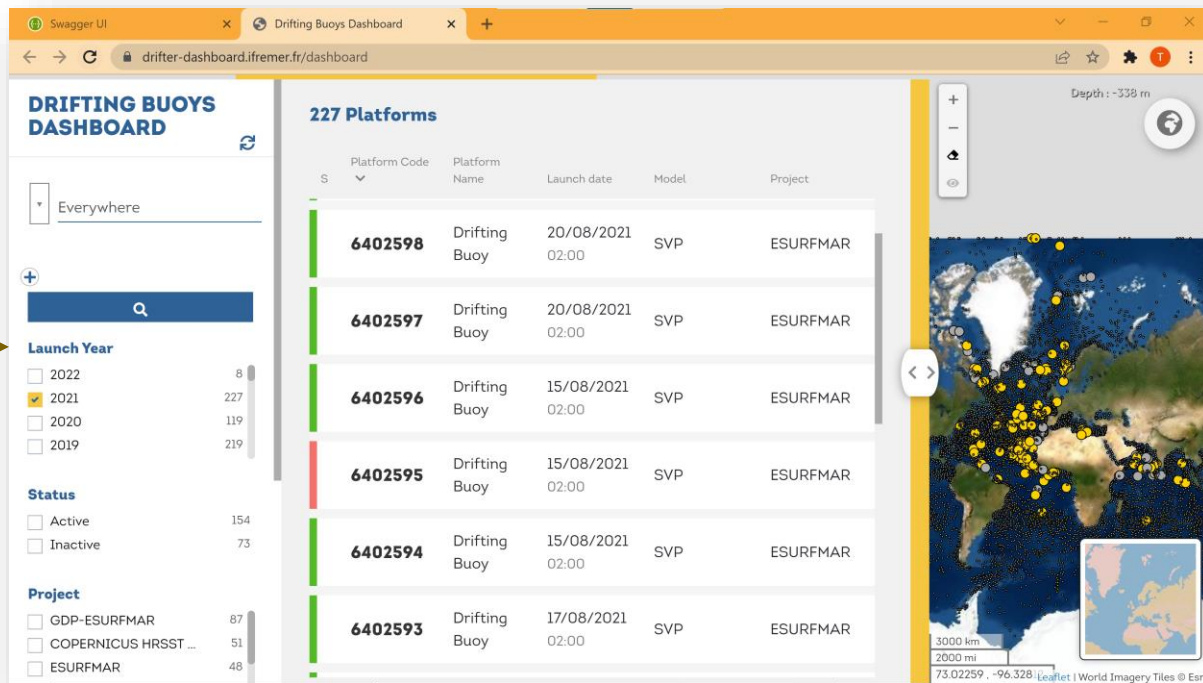 Swagger UI
Drifting Buoys Dashboard
drifter-dashboard.ifremer.fr/dashboard
T
DRIFTING BUOYS
DASHBOARD
Everywhere
Launch Year
2022 8
2021 227
2020 119
2019 219
Status
Active 154
Inactive 73
Project
GDP-ESURFMAR 87
COPERNICUS HRSST ... 51
ESURFMAR 48
227 Platforms
S Platform Code Platform Name Launch date Model Project
6402598 Drifting Buoy 20/08/2021 02:00 SVP ESURFMAR
6402597 Drifting Buoy 20/08/2021 02:00 SVP ESURFMAR
6402596 Drifting Buoy 15/08/2021 02:00 SVP ESURFMAR
6402595 Drifting Buoy 15/08/2021 02:00 SVP ESURFMAR
6402594 Drifting Buoy 15/08/2021 02:00 SVP ESURFMAR
6402593 Drifting Buoy 17/08/2021 02:00 SVP ESURFMAR
Depth : -338 m
3000 km
2000 mi
73.02259 , -96.328
Leaflet | World Imagery Tiles © Esr